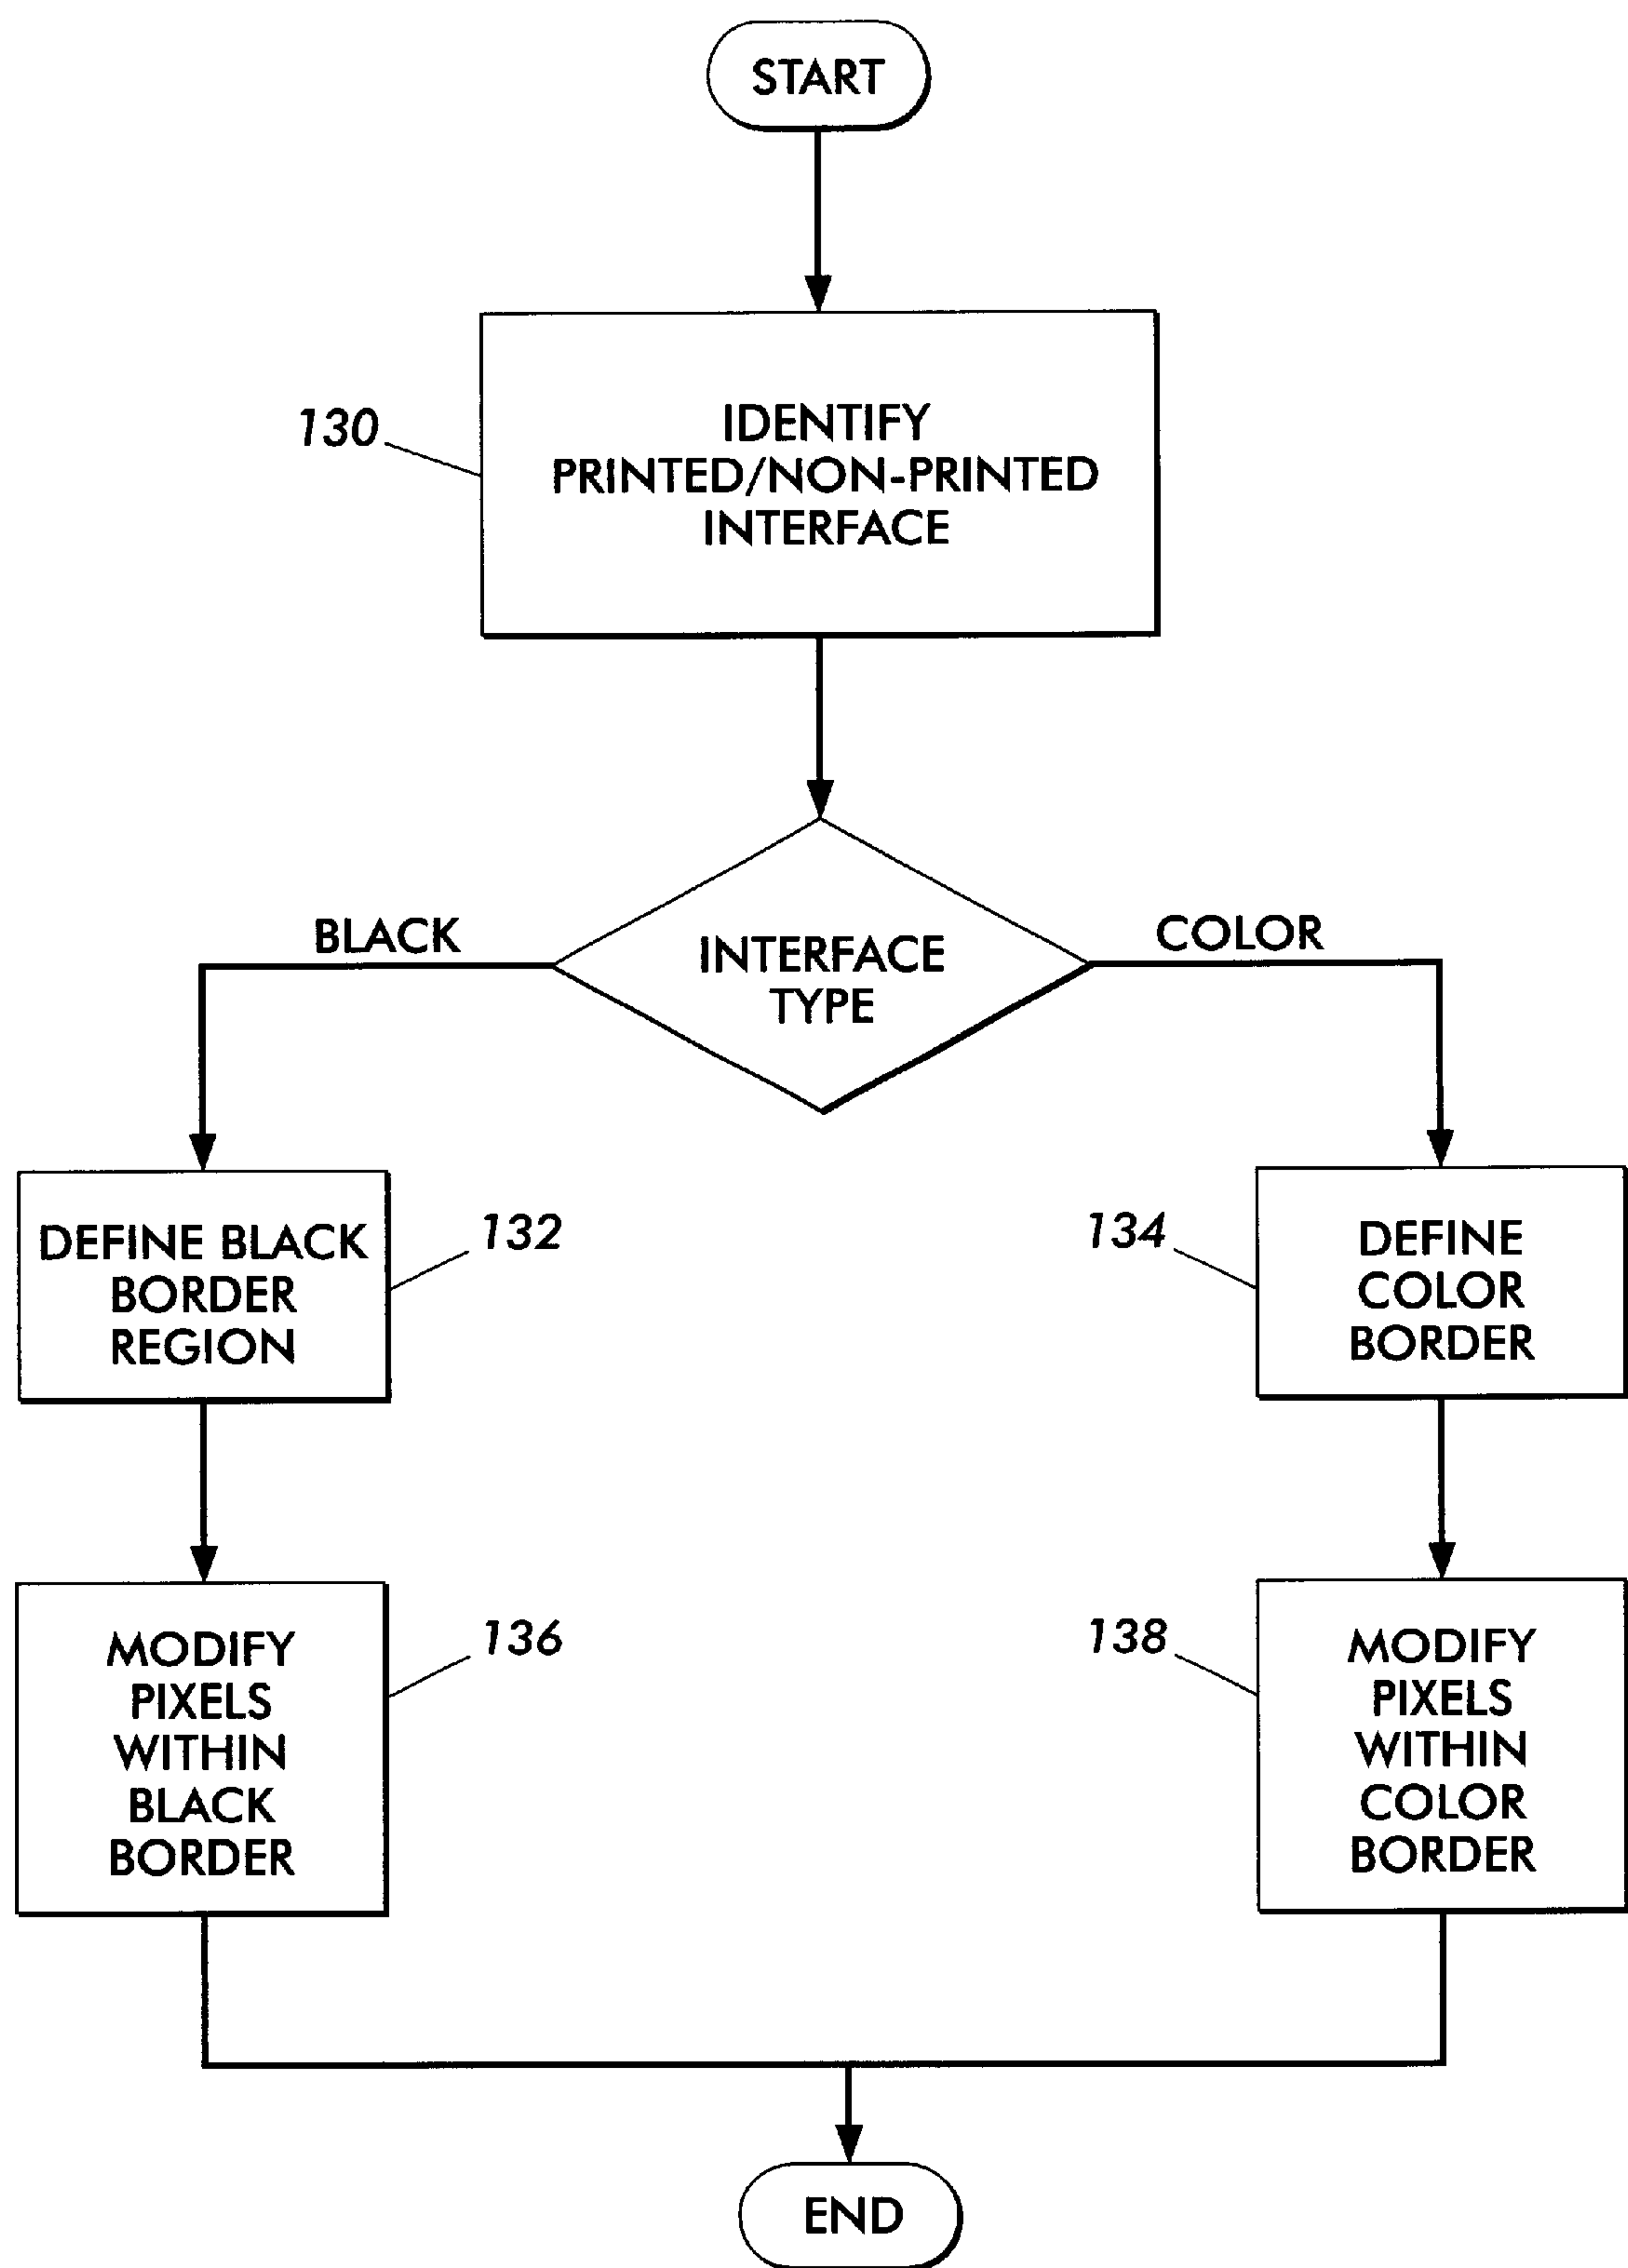 START
130
IDENTIFY
PRINTED/NON-PRINTED
INTERFACE
BLACK
INTERFACE
TYPE
COLOR
DEFINE BLACK
BORDER
REGION
132
134
DEFINE
COLOR
BORDER
MODIFY
PIXELS
WITHIN
BLACK
BORDER
136
138
MODIFY
PIXELS
WITHIN
COLOR
BORDER
END